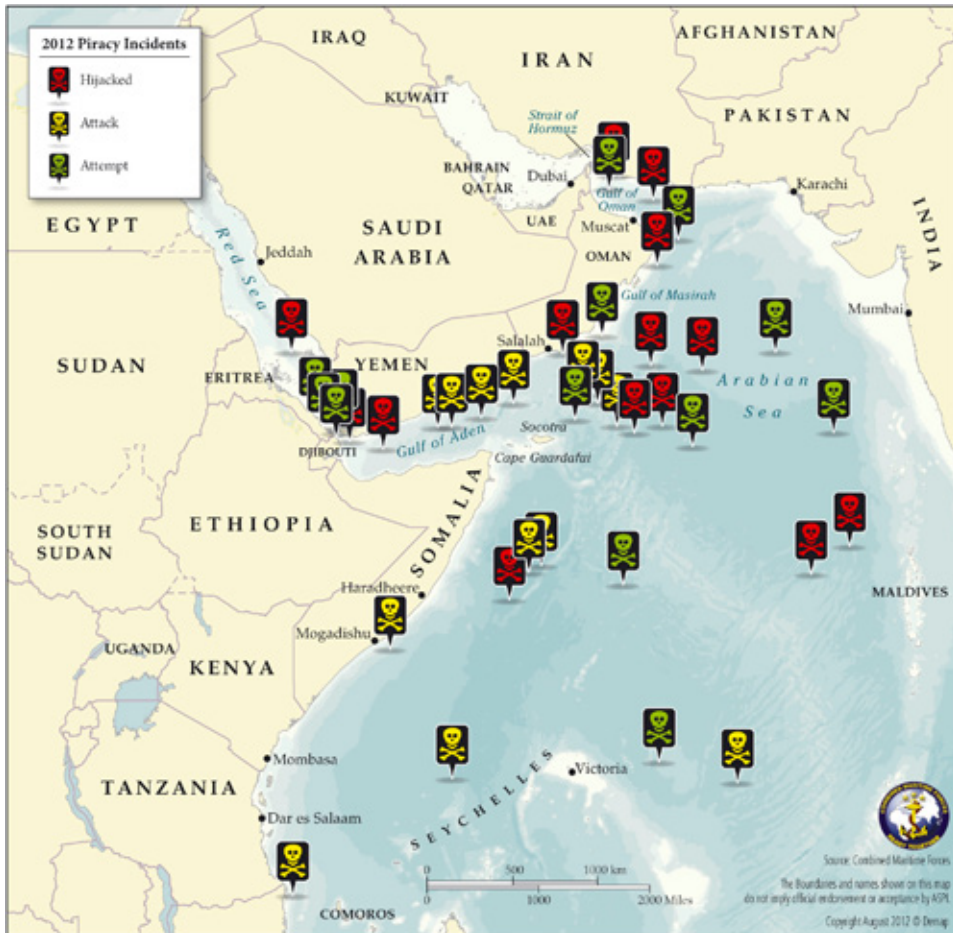 2012 Piracy Incidents
Hijacked
Attack
Attempt
IRAQ
IRAN
AFGHANISTAN
KUWAIT
PAKISTAN
Strait of
Hormuz
BAHRAIN
QATAR
Dubai
Gulf of
Oman
Karachi
UAE
Muscat
INDIA
EGYPT
SAUDI
ARABIA
Red Sea
Jeddah
OMAN
Gulf of Masirah
Mumbai
SUDAN
ERITREA
YEMEN
Salalah
Arabian
Sea
DJIBOUTI
Gulf of Aden
Socotra
Cape Guardafui
ETHIOPIA
SOMALIA
SOUTH
SUDAN
Haradheere
MALDIVES
Mogadishu
UGANDA
KENYA
Mombasa
SEYCHELLES
Victoria
TANZANIA
Dar es Salaam
COMOROS
0 500 1000 km
0 1000 2000 Miles
Source: Combined Maritime Forces
The Boundaries and names shown on this map
do not imply official endorsement or acceptance by ASPI.
Copyright August 2012 © Demap